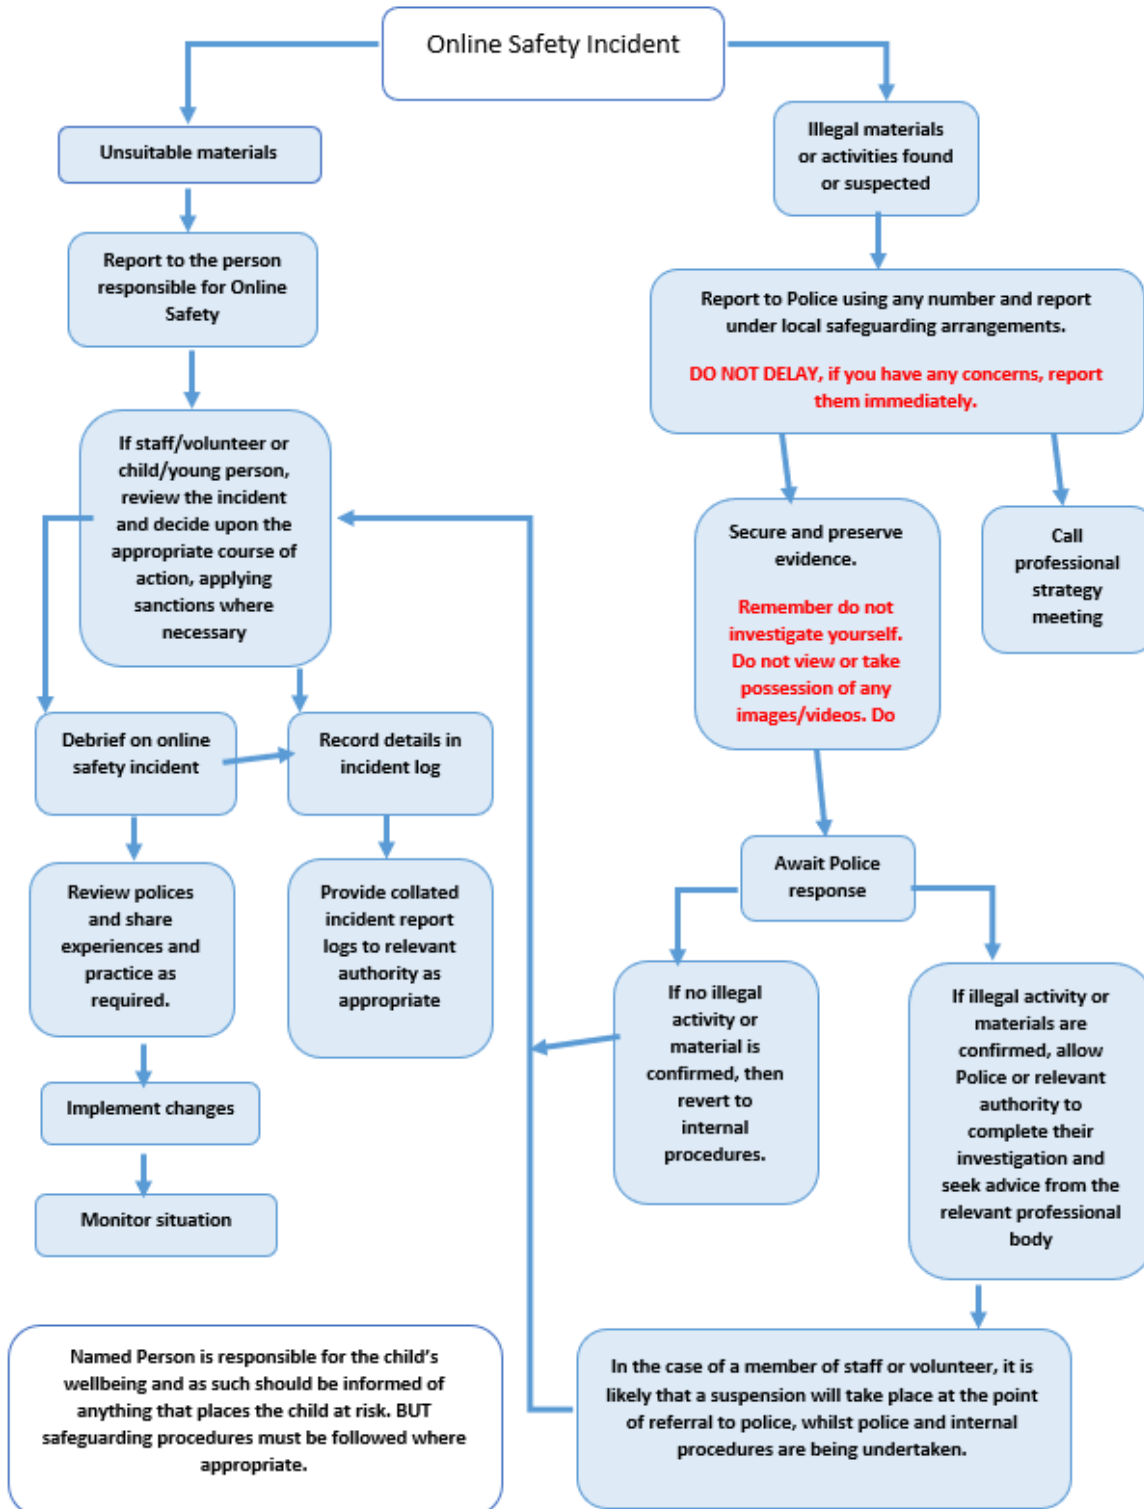 Online Safety Incident
Unsuitable materials
Illegal materials
or activities found
or suspected
Report to the person
responsible for Online
Safety
Report to Police using any number and report
under local safeguarding arrangements.
DO NOT DELAY, if you have any concerns, report
them immediately.
If staff/volunteer or
child/young person,
review the incident
and decide upon the
appropriate course of
action, applying
sanctions where
necessary
Secure and preserve
evidence.
Remember do not
investigate yourself.
Do not view or take
possession of any
images/videos. Do
Call
professional
strategy
meeting
Debrief on online
safety incident
Record details in
incident log
Review polices
and share
experiences and
practice as
required.
Provide collated
incident report
logs to relevant
authority as
appropriate
Await Police
response
If no illegal
activity or
material is
confirmed, then
revert to
internal
procedures.
If illegal activity or
materials are
confirmed, allow
Police or relevant
authority to
complete their
investigation and
seek advice from the
relevant professional
body
Implement changes
Monitor situation
Named Person is responsible for the child’s
wellbeing and as such should be informed of
anything that places the child at risk. BUT
safeguarding procedures must be followed where
appropriate.
In the case of a member of staff or volunteer, it is
likely that a suspension will take place at the point
of referral to police, whilst police and internal
procedures are being undertaken.